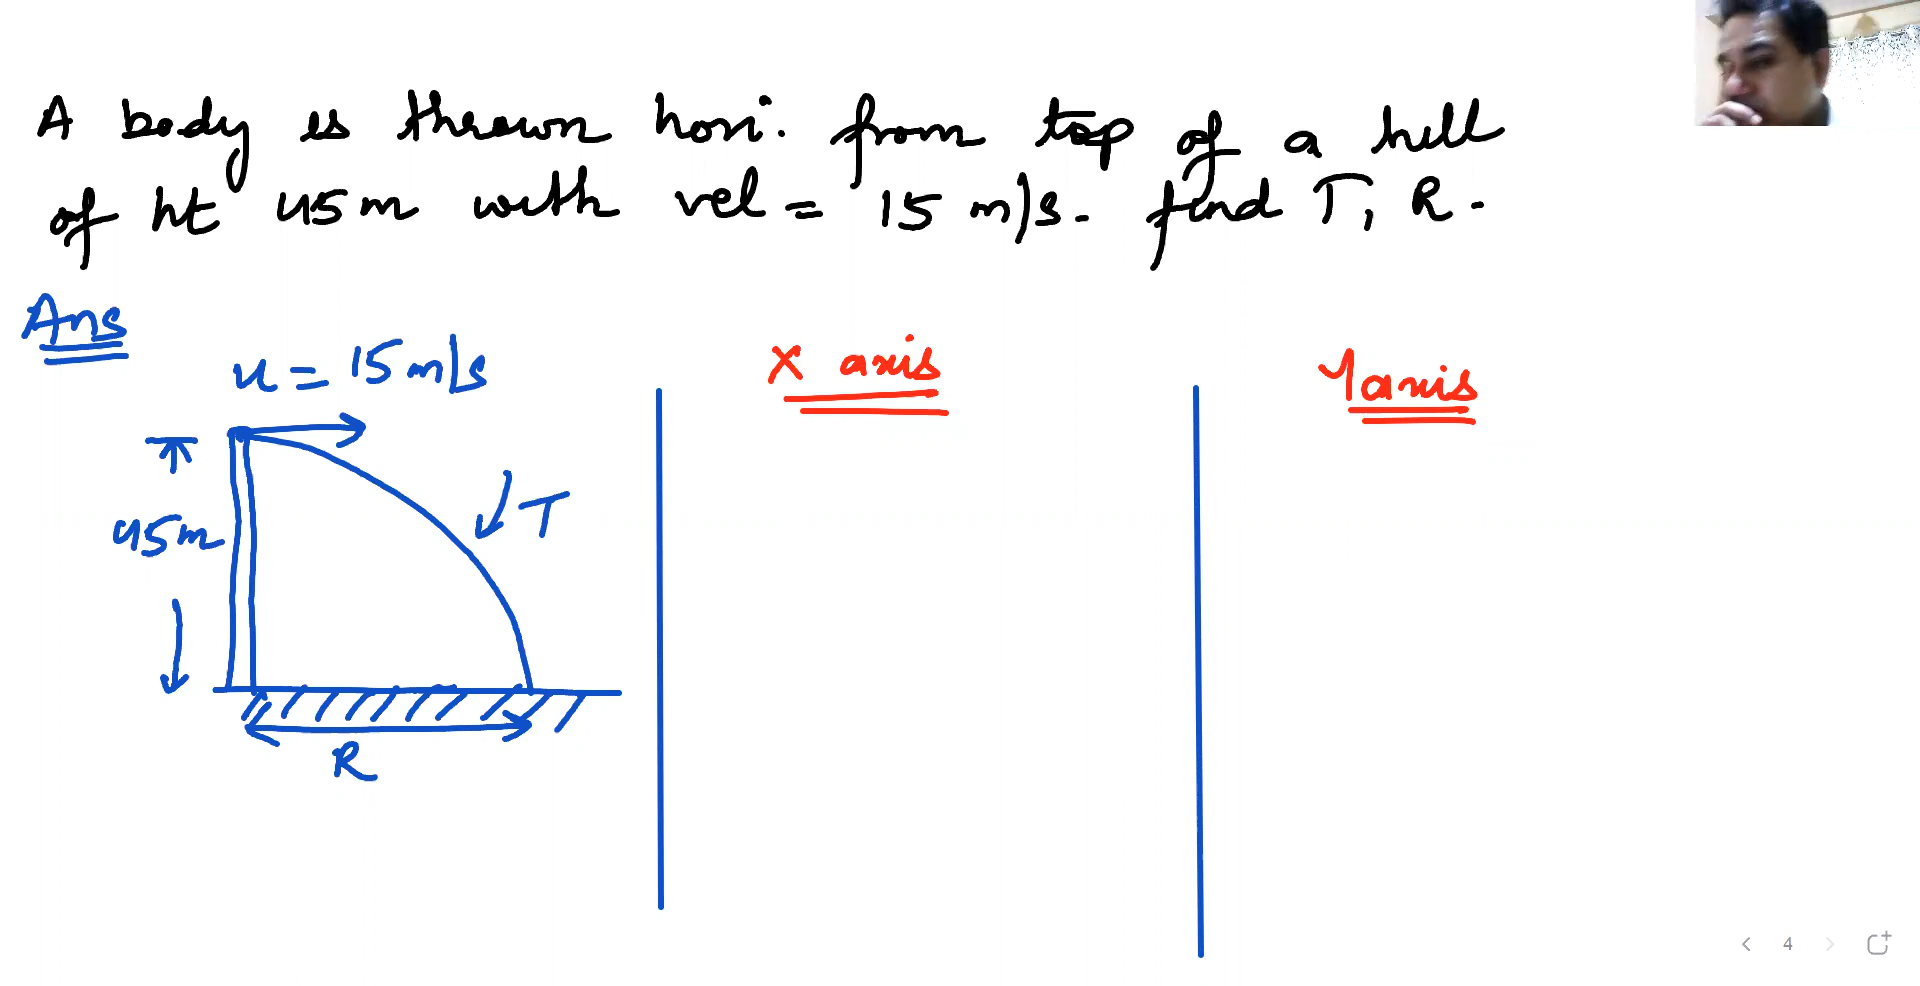 A body is thrown hori. from top of a hill
of ht 45m with vel = 15 m/s. find T, R.
Ans
u = 15 m/s
X axis
Y axis
45m
T
R
4